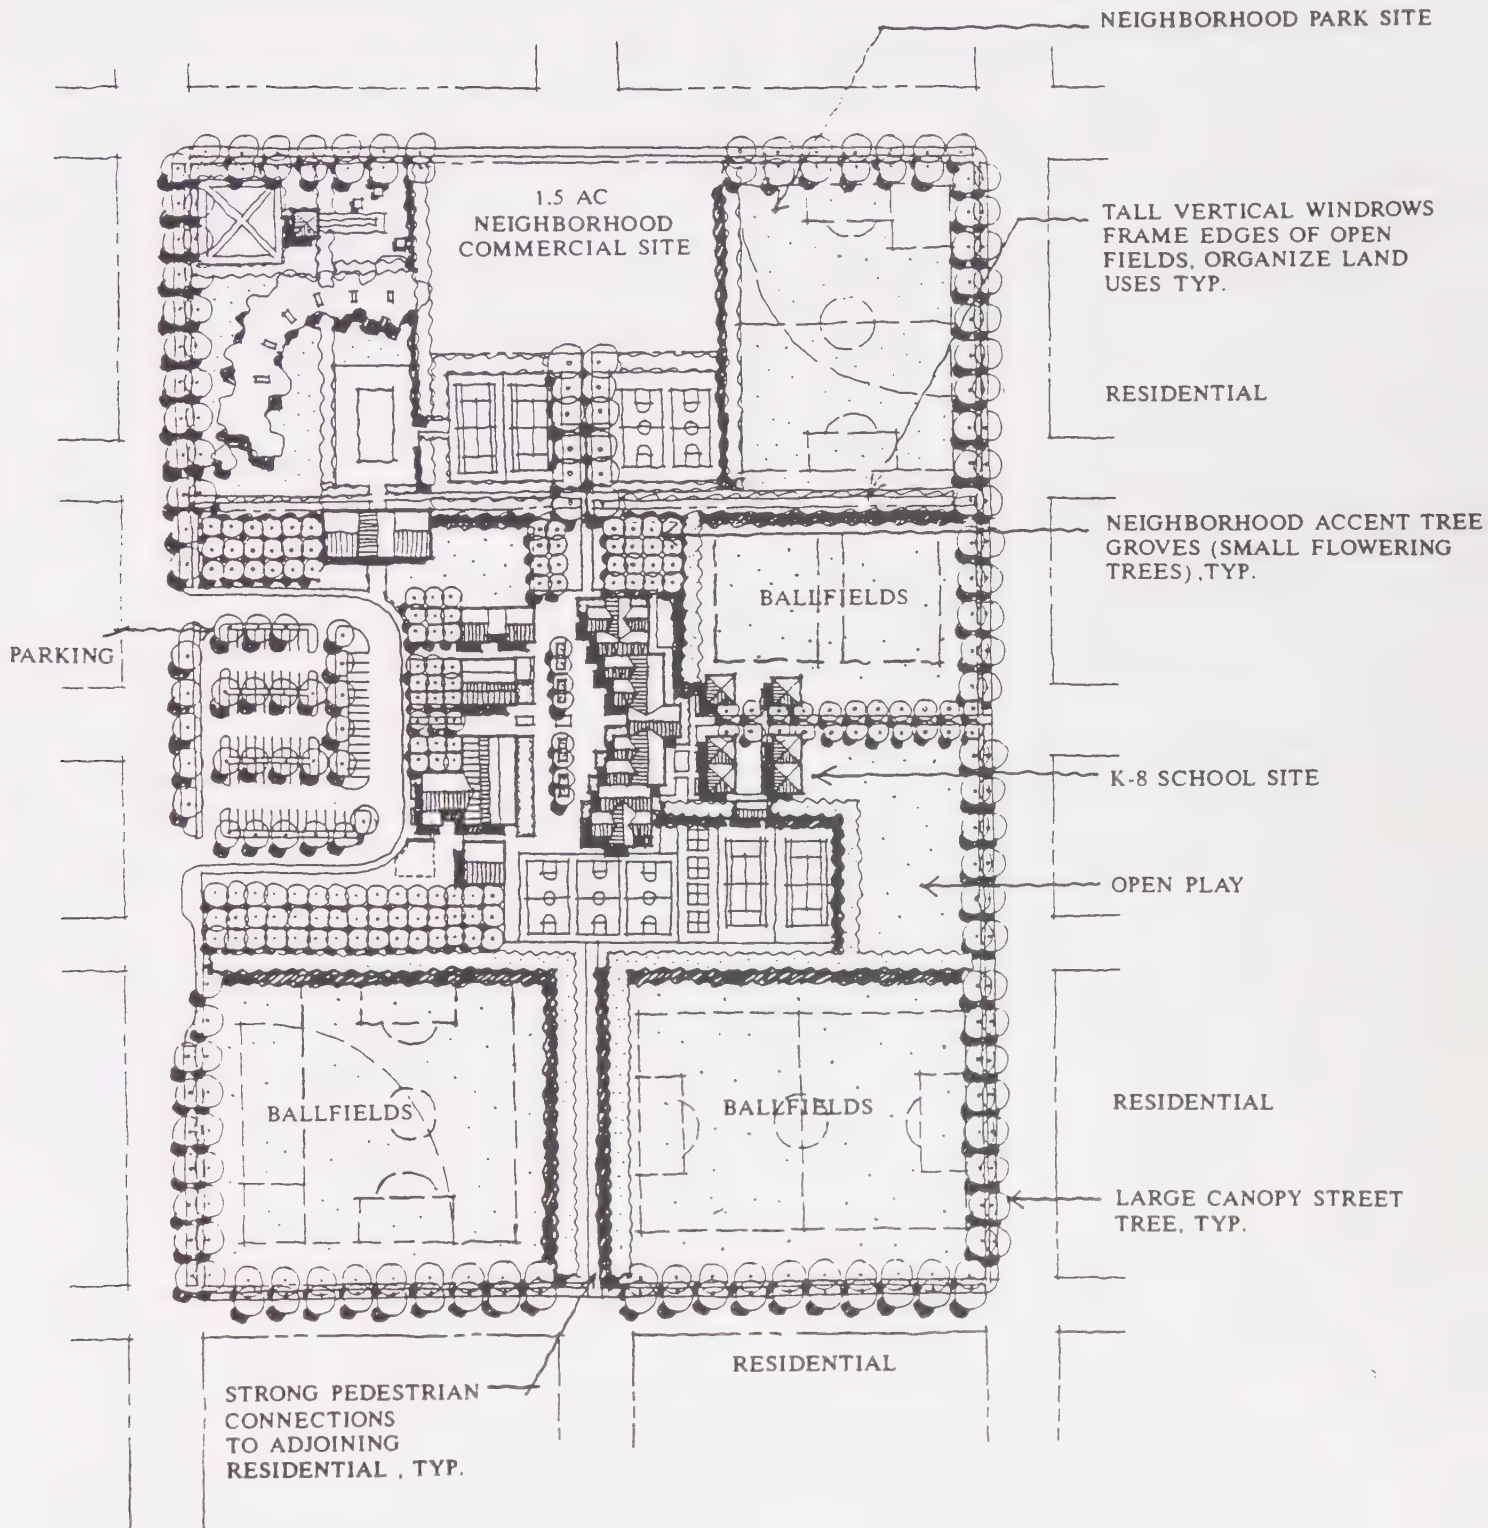 NEIGHBORHOOD PARK SITE
1.5 AC
NEIGHBORHOOD
COMMERCIAL SITE
TALL VERTICAL WINDROWS
FRAME EDGES OF OPEN
FIELDS, ORGANIZE LAND
USES TYP.
RESIDENTIAL
NEIGHBORHOOD ACCENT TREE
GROVES (SMALL FLOWERING
TREES), TYP.
BALLFIELDS
PARKING
K-8 SCHOOL SITE
OPEN PLAY
BALLFIELDS
BALLFIELDS
RESIDENTIAL
LARGE CANOPY STREET
TREE, TYP.
RESIDENTIAL
STRONG PEDESTRIAN
CONNECTIONS
TO ADJOINING
RESIDENTIAL , TYP.